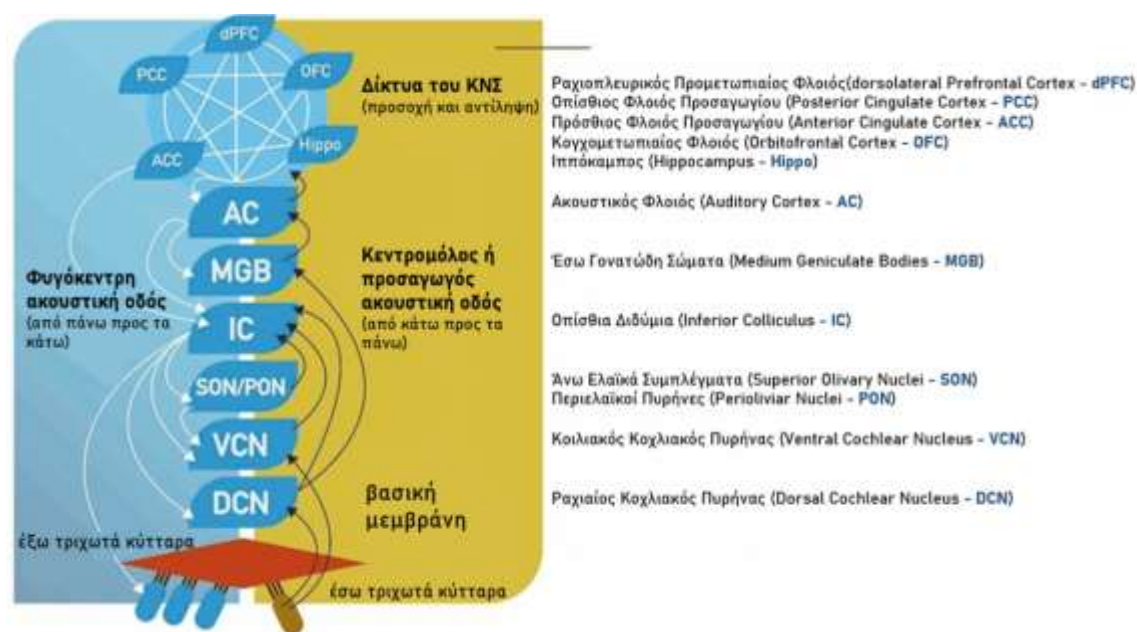 dPFC
PCC
OFC
ACC
Hippo
Δίκτυα του ΚΝΣ
(προσοχή και αντίληψη)
AC
MGB
IC
SON/PON
VCN
DCN
Φυγόκεντρη
ακουστική οδός
(από πάνω προς τα
κάτω)
Κεντρομόλος ή
προσαγωγός
ακουστική οδός
(από κάτω προς τα
πάνω)
βασική
μεμβράνη
έξω τριχωτά κύτταρα
έσω τριχωτά κύτταρα
Ραχιοπλευρικός Προμετωπιαίος Φλοιός(dorsolateral Prefrontal Cortex - dPFC)
Οπίσθιος Φλοιός Προσαγωγίου (Posterior Cingulate Cortex - PCC)
Πρόσθιος Φλοιός Προσαγωγίου (Anterior Cingulate Cortex - ACC)
Κογχομετωπιαίος Φλοιός (Orbitofrontal Cortex - OFC)
Ιππόκαμπος (Hippocampus - Hippo)
Ακουστικός Φλοιός (Auditory Cortex - AC)
Έσω Γονατώδη Σώματα (Medium Geniculate Bodies - MGB)
Οπίσθια Διδύμια (Inferior Colliculus - IC)
Άνω Ελαϊκά Συμπλέγματα (Superior Olivary Nuclei - SON)
Περιελαϊκοί Πυρήνες (Perioliviar Nuclei - PON)
Κοιλιακός Κοχλιακός Πυρήνας (Ventral Cochlear Nucleus - VCN)
Ραχιαίος Κοχλιακός Πυρήνας (Dorsal Cochlear Nucleus - DCN)